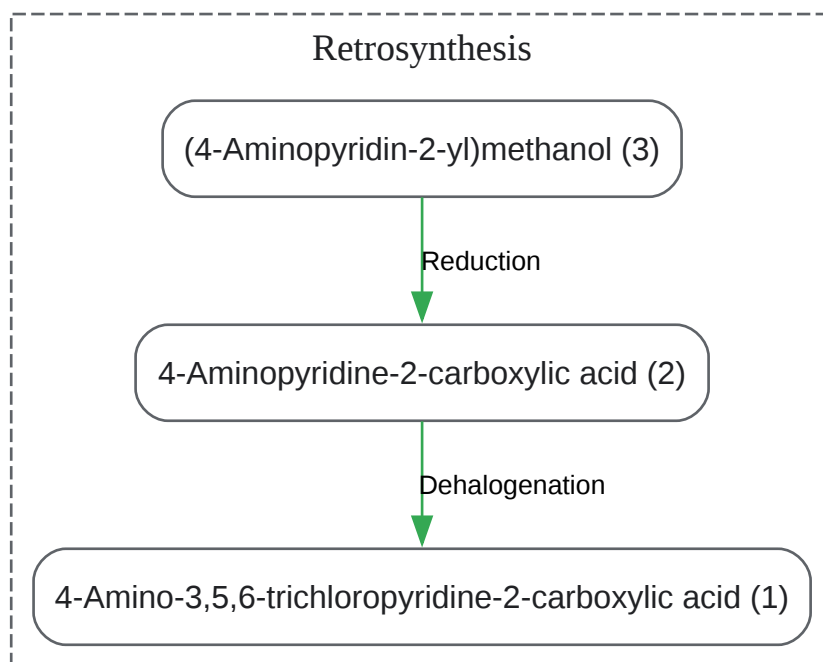 Retrosynthesis
(4-Aminopyridin-2-yl)methanol (3)
Reduction
4-Aminopyridine-2-carboxylic acid (2)
Dehalogenation
4-Amino-3,5,6-trichloropyridine-2-carboxylic acid (1)